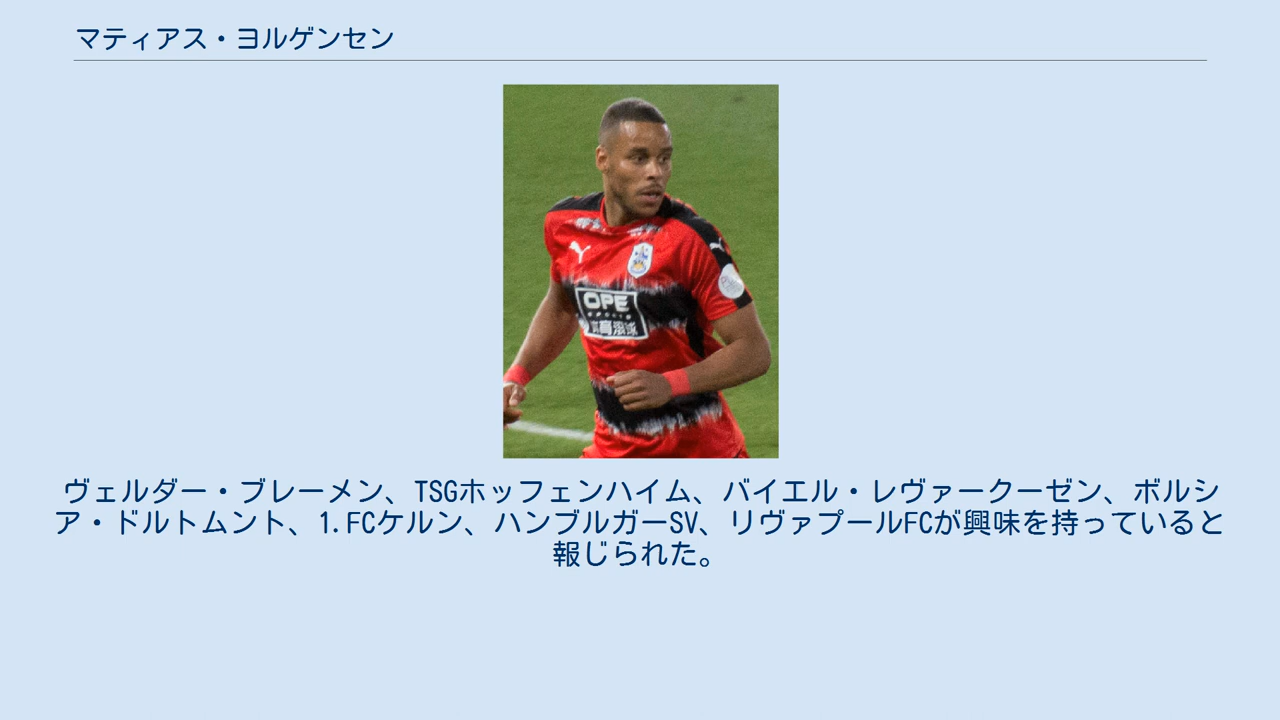 マティアス・ヨルゲンセン
OPE
ヴェルダー・ブレーメン、TSGホッフェンハイム、バイエル・レヴァークーゼン、ボルシ
ア・ドルトムント、1.FCケルン、ハンブルガーSV、リヴァプールFCが興味を持っていると
報じられた。